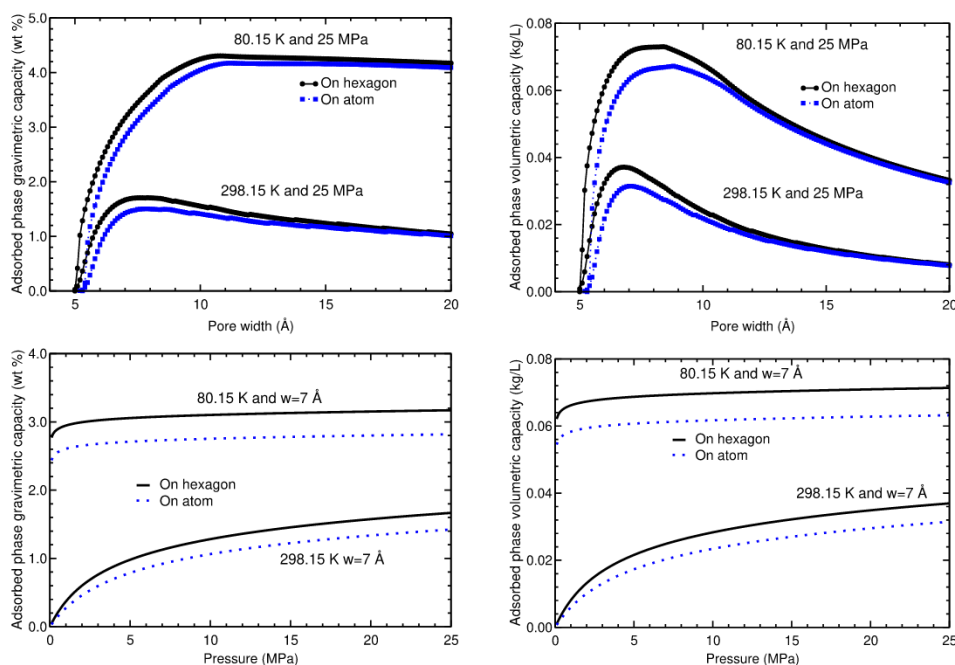 Adsorbed phase gravimetric capacity (wt %)
5.0
4.0
3.0
2.0
1.0
0.0
80.15 K and 25 MPa
On hexagon
On atom
298.15 K and 25 MPa
0 5 10 15 20
Pore width (Å)
Adsorbed phase volumetric capacity (kg/L)
0.08
0.06
0.04
0.02
0.00
80.15 K and 25 MPa
On hexagon
On atom
298.15 K and 25 MPa
0 5 10 15 20
Pore width (Å)
Adsorbed phase gravimetric capacity (wt %)
4.0
3.0
2.0
1.0
0.0
80.15 K and w=7 Å
On hexagon
On atom
298.15 K w=7 Å
0 5 10 15 20 25
Pressure (MPa)
Adsorbed phase volumetric capacity (kg/L)
0.08
0.06
0.04
0.02
0.00
80.15 K and w=7 Å
On hexagon
On atom
298.15 K and w=7 Å
0 5 10 15 20 25
Pressure (MPa)